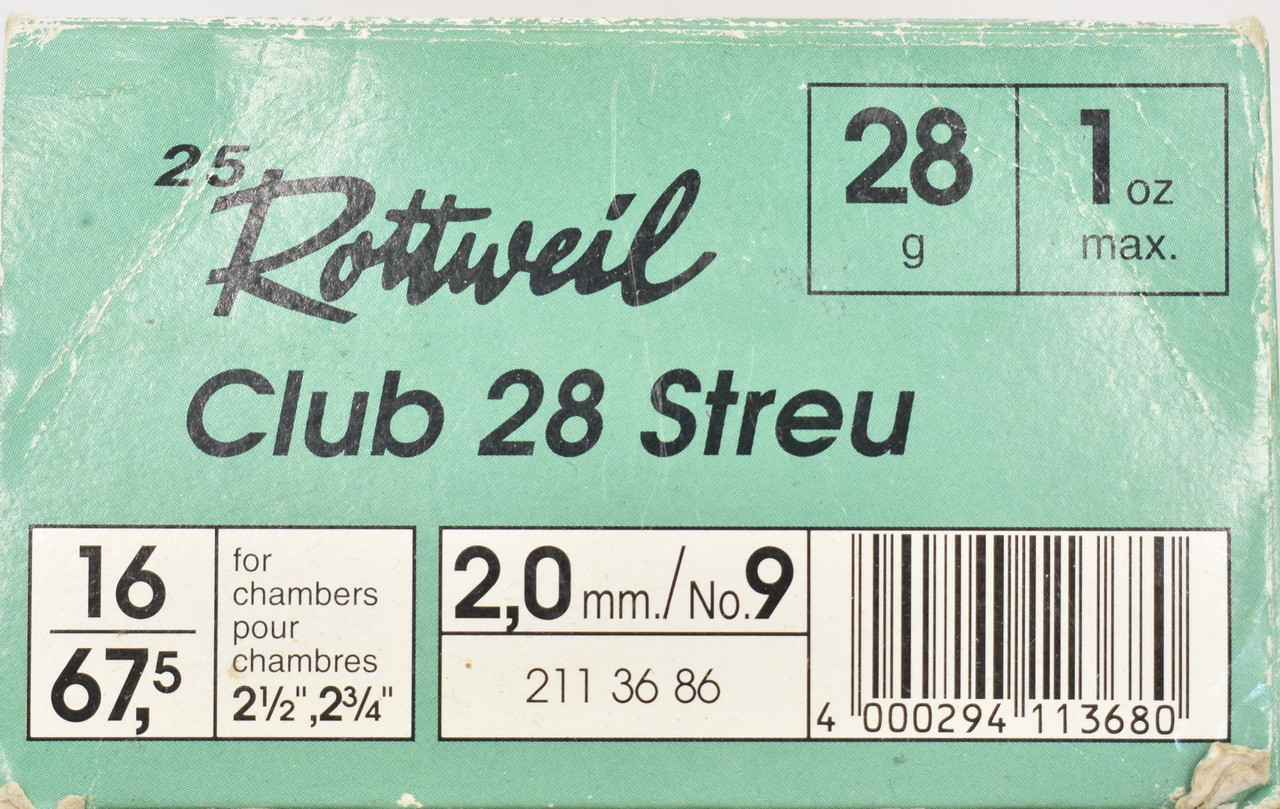 25
Rottweil
28
g
1 oz
max.
Club 28 Streu
16
67,5
for
chambers
pour
chambres
2½",2¾"
2,0 mm./No.9
211 36 86
4 000294 113680